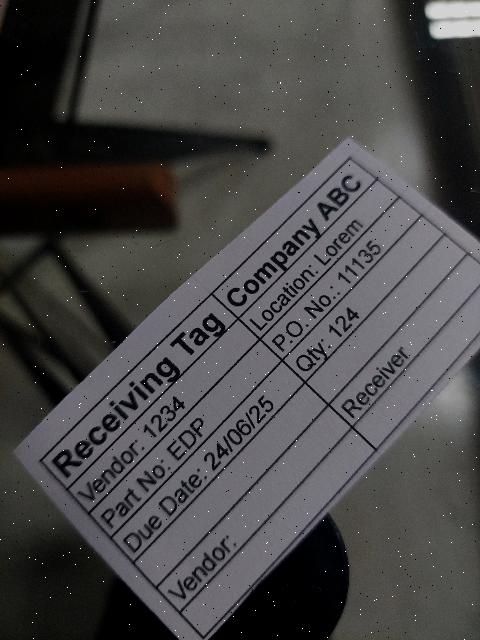 Receiving Tag Company ABC
Vendor: 1234 Location: Lorem
Part No: EDP P.O. No.: 11135
Due Date: 24/06/25 Qty: 124
Vendor: Receiver